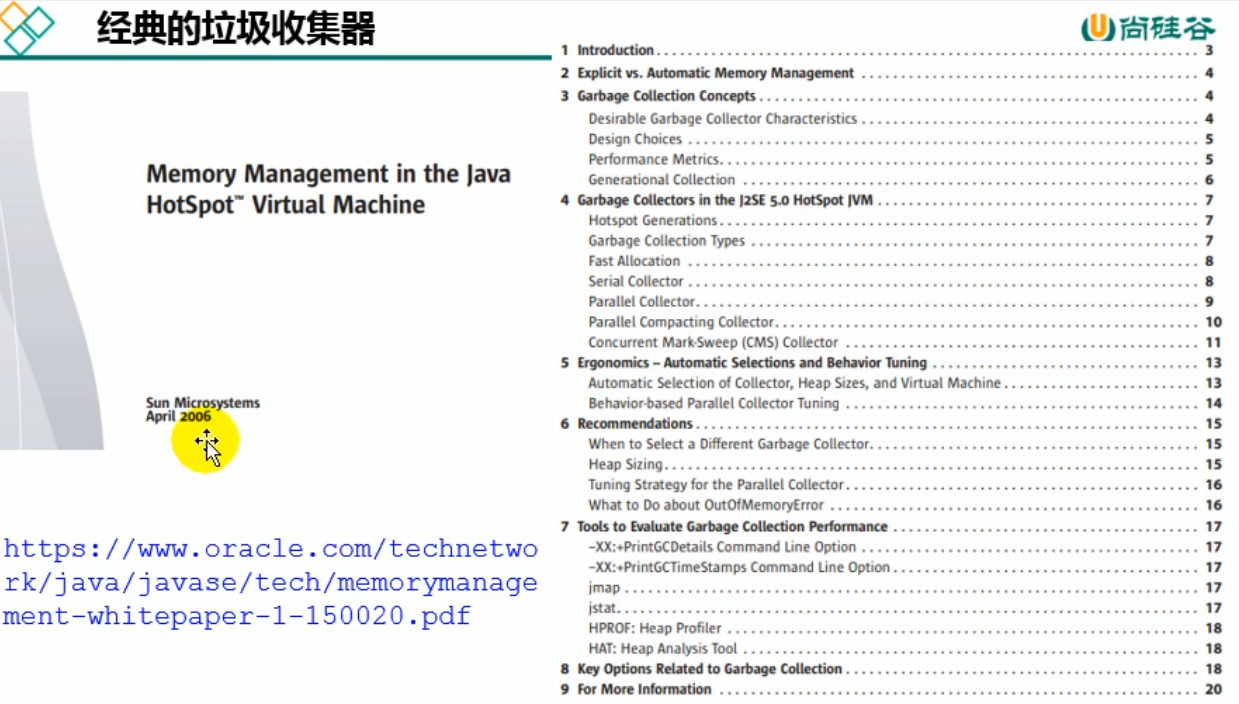 经典的垃圾收集器
尚硅谷
Memory Management in the Java
HotSpot™ Virtual Machine
Sun Microsystems
April 2006
https://www.oracle.com/technetwo
rk/java/javase/tech/memorymanage
ment-whitepaper-1-150020.pdf
1 Introduction 3
2 Explicit vs. Automatic Memory Management 4
3 Garbage Collection Concepts 4
Desirable Garbage Collector Characteristics 4
Design Choices 5
Performance Metrics 5
Generational Collection 6
4 Garbage Collectors in the J2SE 5.0 HotSpot JVM 7
Hotspot Generations 7
Garbage Collection Types 7
Fast Allocation 8
Serial Collector 8
Parallel Collector 9
Parallel Compacting Collector 10
Concurrent Mark-Sweep (CMS) Collector 11
5 Ergonomics – Automatic Selections and Behavior Tuning 13
Automatic Selection of Collector, Heap Sizes, and Virtual Machine 13
Behavior-based Parallel Collector Tuning 14
6 Recommendations 15
When to Select a Different Garbage Collector 15
Heap Sizing 15
Tuning Strategy for the Parallel Collector 16
What to Do about OutOfMemoryError 16
7 Tools to Evaluate Garbage Collection Performance 17
–XX:+PrintGCDetails Command Line Option 17
–XX:+PrintGCTimeStamps Command Line Option 17
jmap 17
jstat 17
HPROF: Heap Profiler 18
HAT: Heap Analysis Tool 18
8 Key Options Related to Garbage Collection 18
9 For More Information 20